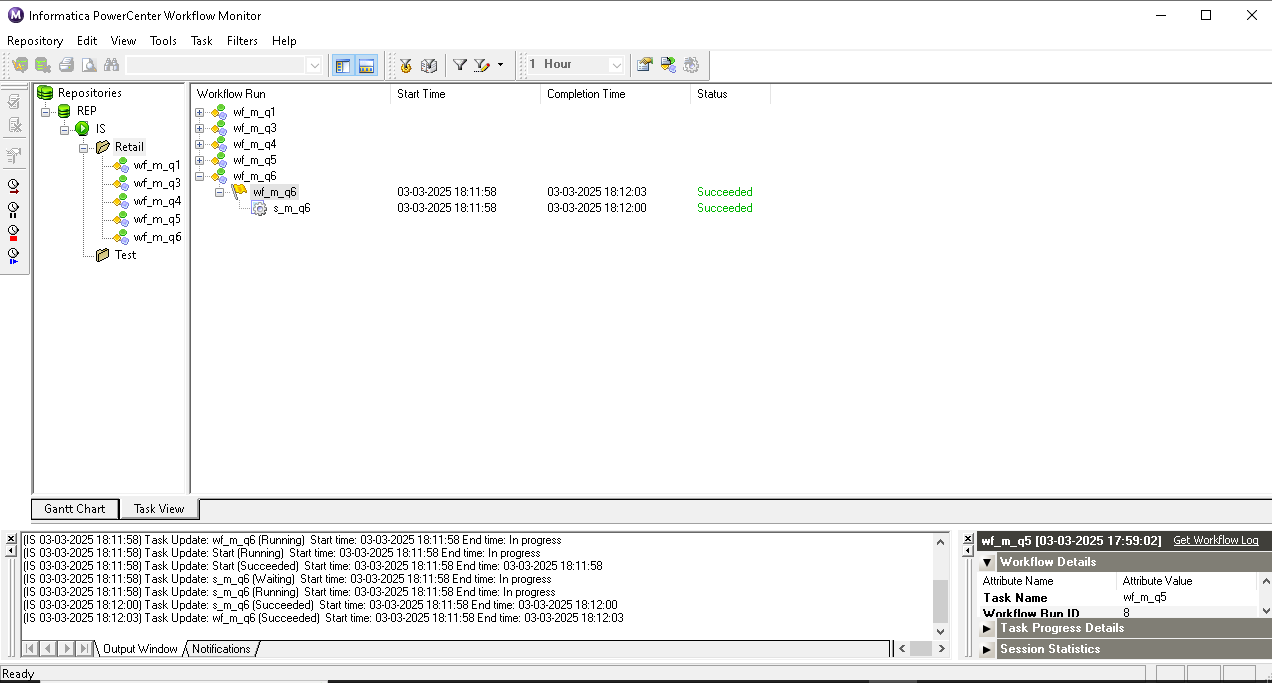 Informatica PowerCenter Workflow Monitor
Repository Edit View Tools Task Filters Help
1 Hour
Repositories
REP
IS
Retail
wf_m_q1
wf_m_q3
wf_m_q4
wf_m_q5
wf_m_q6
Test
Workflow Run Start Time Completion Time Status
wf_m_q1
wf_m_q3
wf_m_q4
wf_m_q5
wf_m_q6
wf_m_q6 03-03-2025 18:11:58 03-03-2025 18:12:03 Succeeded
s_m_q6 03-03-2025 18:11:58 03-03-2025 18:12:00 Succeeded
Gantt Chart Task View
(IS 03-03-2025 18:11:58) Task Update: wf_m_q6 (Running) Start time: 03-03-2025 18:11:58 End time: In progress
(IS 03-03-2025 18:11:58) Task Update: Start (Running) Start time: 03-03-2025 18:11:58 End time: In progress
(IS 03-03-2025 18:11:58) Task Update: Start (Succeeded) Start time: 03-03-2025 18:11:58 End time: 03-03-2025 18:11:58
(IS 03-03-2025 18:11:58) Task Update: s_m_q6 (Waiting) Start time: 03-03-2025 18:11:58 End time: In progress
(IS 03-03-2025 18:11:58) Task Update: s_m_q6 (Running) Start time: 03-03-2025 18:11:58 End time: In progress
(IS 03-03-2025 18:12:00) Task Update: s_m_q6 (Succeeded) Start time: 03-03-2025 18:11:58 End time: 03-03-2025 18:12:00
(IS 03-03-2025 18:12:03) Task Update: wf_m_q6 (Succeeded) Start time: 03-03-2025 18:11:58 End time: 03-03-2025 18:12:03
Output Window Notifications
wf_m_q5 [03-03-2025 17:59:02] Get Workflow Log
Workflow Details
Attribute Name Attribute Value
Task Name wf_m_q5
Workflow Run ID 8
Task Progress Details
Session Statistics
Ready